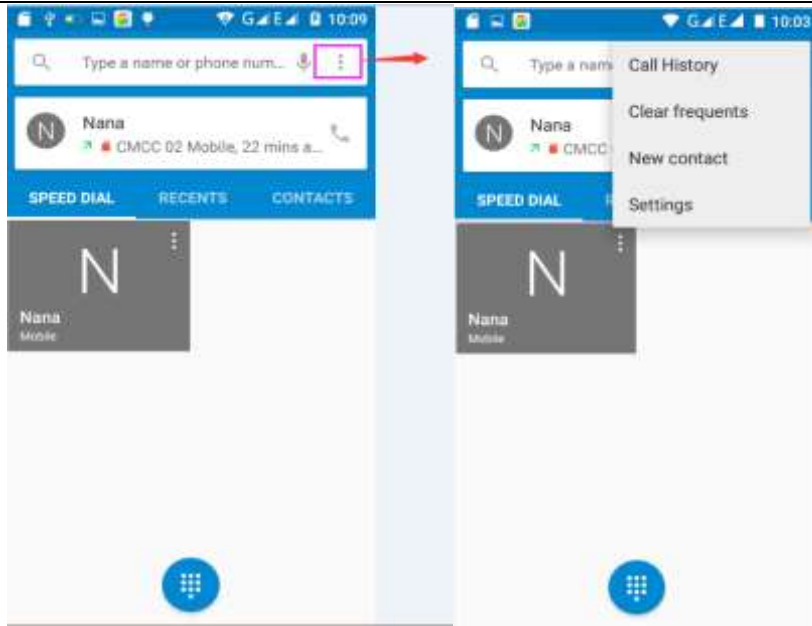 G E 10:09
Type a name or phone num...
N
Nana
CMCC 02 Mobile, 22 mins a...
SPEED DIAL RECENTS CONTACTS
N
Nana
Mobile
G E 10:03
Type a nam
Call History
N
Nana
CMCC
Clear frequents
New contact
SPEED DIAL
Settings
N
Nana
Mobile